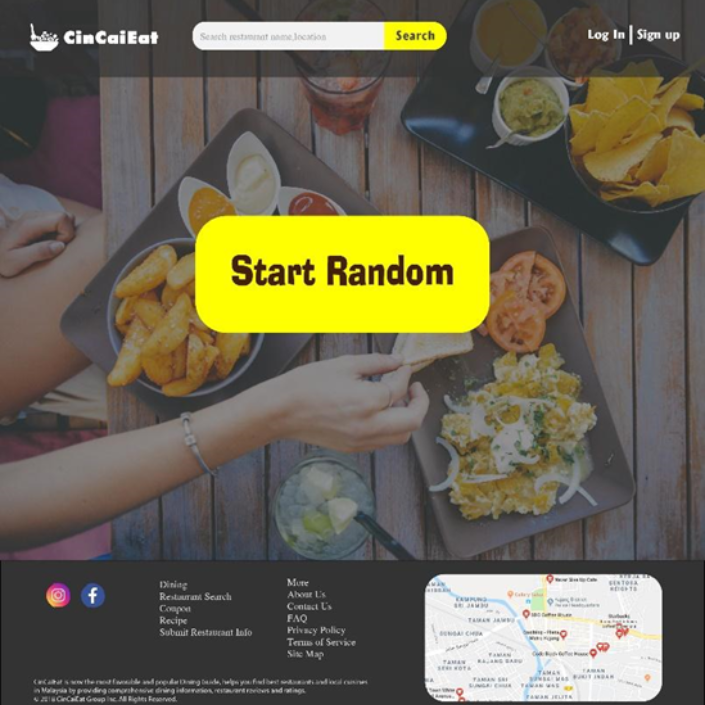 CinCaiEat
Search restaurant name,location
Search
Log In | Sign up
Start Random
Dining
Restaurant Search
Coupon
Recipe
Submit Restaurant Info
More
About Us
Contact Us
FAQ
Privacy Policy
Terms of Service
Site Map
CinCaiEat is now the most favourable and popular Dining Guide, helps you find best restaurants and local cuisines
in Malaysia by providing comprehensive dining information, restaurant reviews and ratings.
© 2016 CinCaiEat Group Inc. All Rights Reserved.
KAMPUNG
SRI JAMBU
TAMAN JAMBU
SUNGAI CHUA
TAMAN
KAJANG BARU
SENTOSA
HEIGHTS
TAMAN
BUKIT INDAH
TAMAN SRI
SUNGAI CHUA
TAMAN
TAMAN JELITA